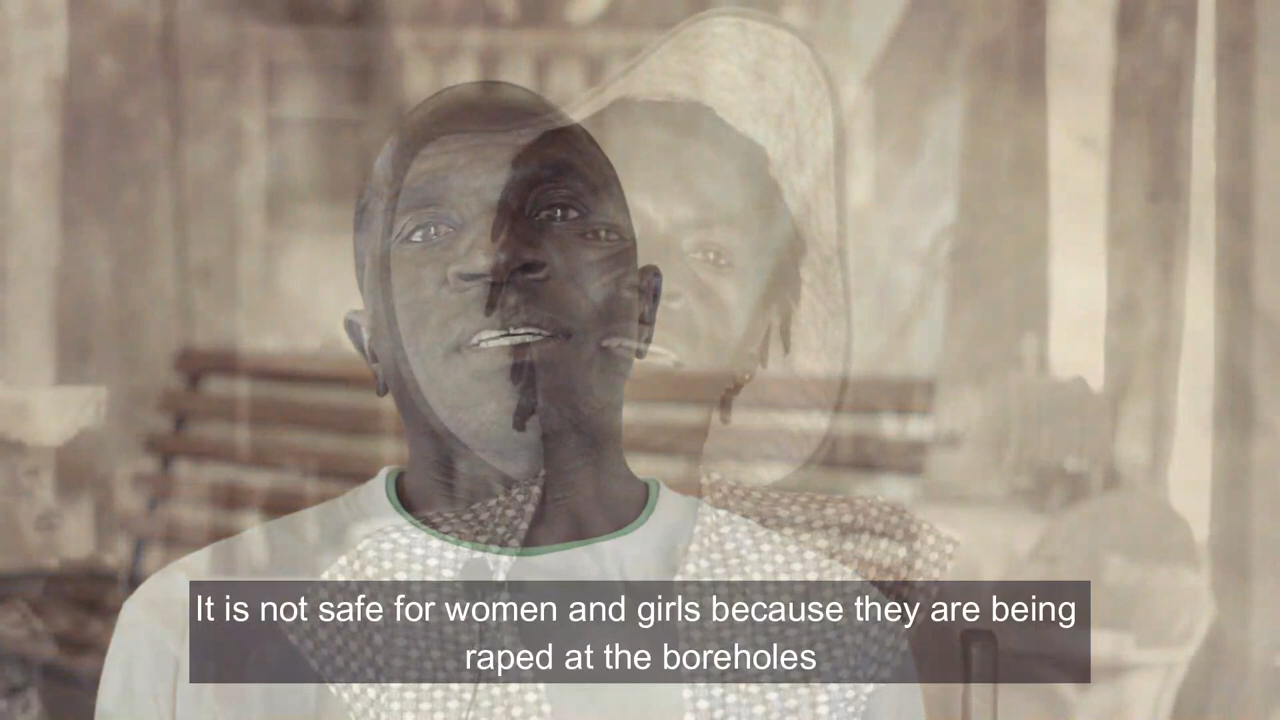 It is not safe for women and girls because they are being
raped at the boreholes